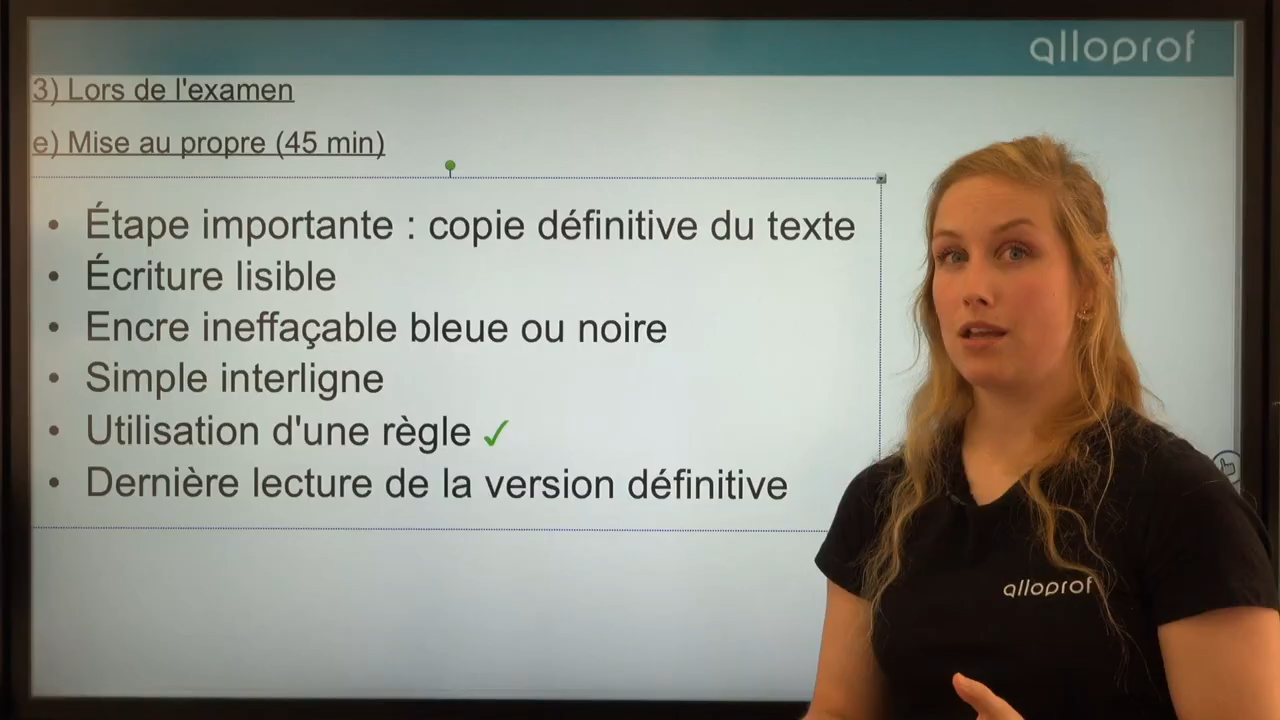 alloprof
3) Lors de l'examen
e) Mise au propre (45 min)
• Étape importante : copie définitive du texte
• Écriture lisible
• Encre ineffaçable bleue ou noire
• Simple interligne
• Utilisation d'une règle ✓
• Dernière lecture de la version définitive
alloprof